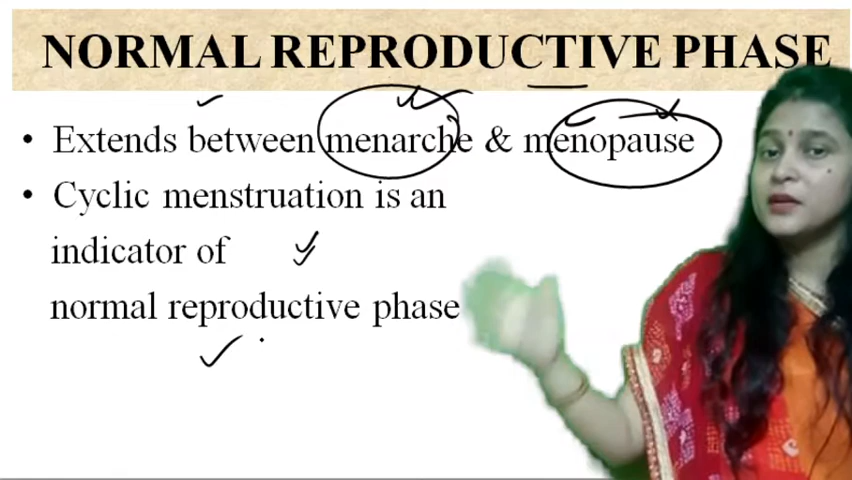 NORMAL REPRODUCTIVE PHASE
• Extends between menarche & menopause
• Cyclic menstruation is an
indicator of
normal reproductive phase